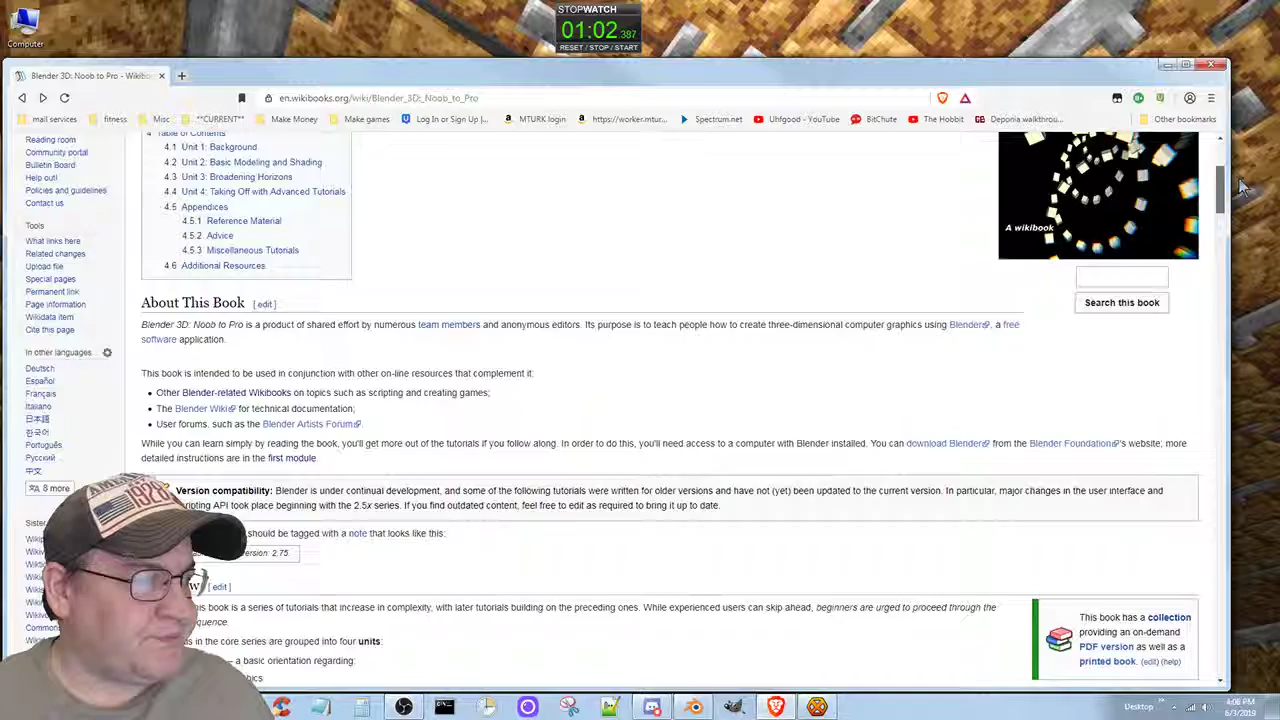 STOPWATCH
01:02.387
RESET / STOP / START
Computer
Blender 3D: Noob to Pro - Wikibo
en.wikibooks.org/wiki/Blender_3D:_Noob_to_Pro
mail services
fitness
Misc
**CURRENT**
Make Money
Make games
Log In or Sign Up |...
MTURK login
https://worker.mtur...
Spectrum.net
Uhfgood - YouTube
BitChute
The Hobbit
Deponia walkthrou...
Other bookmarks
Reading room
Community portal
Bulletin Board
Help out!
Policies and guidelines
Contact us
Tools
What links here
Related changes
Upload file
Special pages
Permanent link
Page information
Wikidata item
Cite this page
In other languages
Deutsch
Español
Français
Italiano
日本語
한국어
Português
Русский
中文
8 more
4 Table of Contents
4.1 Unit 1: Background
4.2 Unit 2: Basic Modeling and Shading
4.3 Unit 3: Broadening Horizons
4.4 Unit 4: Taking Off with Advanced Tutorials
4.5 Appendices
4.5.1 Reference Material
4.5.2 Advice
4.5.3 Miscellaneous Tutorials
4.6 Additional Resources
A wikibook
Search this book
About This Book [ edit ]
Blender 3D: Noob to Pro is a product of shared effort by numerous team members and anonymous editors. Its purpose is to teach people how to create three-dimensional computer graphics using Blender, a free
software application.
This book is intended to be used in conjunction with other on-line resources that complement it:
• Other Blender-related Wikibooks on topics such as scripting and creating games;
• The Blender Wiki for technical documentation;
• User forums, such as the Blender Artists Forum.
While you can learn simply by reading the book, you'll get more out of the tutorials if you follow along. In order to do this, you'll need access to a computer with Blender installed. You can download Blender from the Blender Foundation's website; more
detailed instructions are in the first module.
Version compatibility: Blender is under continual development, and some of the following tutorials were written for older versions and have not (yet) been updated to the current version. In particular, major changes in the user interface and
cripting API took place beginning with the 2.5x series. If you find outdated content, feel free to edit as required to bring it up to date.
should be tagged with a note that looks like this:
ersion: 2.75.
w [ edit ]
his book is a series of tutorials that increase in complexity, with later tutorials building on the preceding ones. While experienced users can skip ahead, beginners are urged to proceed through the
quence.
s in the core series are grouped into four units:
– a basic orientation regarding:
phics
This book has a collection
providing an on-demand
PDF version as well as a
printed book. (edit) (help)
1928
Desktop
4:06 PM
6/3/2019